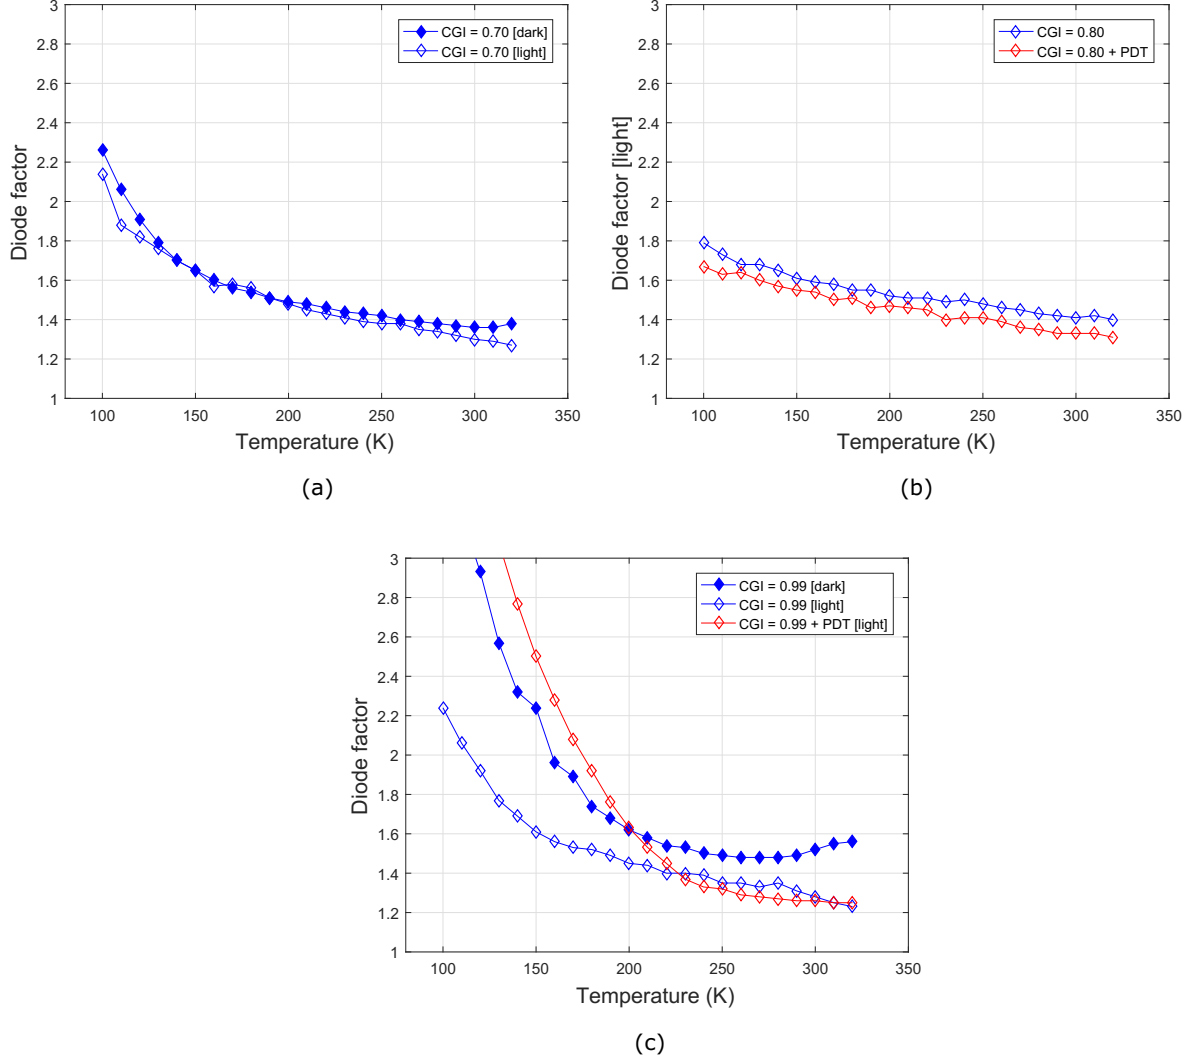 3
2.8
2.6
2.4
2.2
2
1.8
1.6
1.4
1.2
1
Diode factor
CGI = 0.70 [dark]
CGI = 0.70 [light]
100 150 200 250 300 350
Temperature (K)
(a)
3
2.8
2.6
2.4
2.2
2
1.8
1.6
1.4
1.2
1
Diode factor [light]
CGI = 0.80
CGI = 0.80 + PDT
100 150 200 250 300 350
Temperature (K)
(b)
3
2.8
2.6
2.4
2.2
2
1.8
1.6
1.4
1.2
1
Diode factor
CGI = 0.99 [dark]
CGI = 0.99 [light]
CGI = 0.99 + PDT [light]
100 150 200 250 300 350
Temperature (K)
(c)